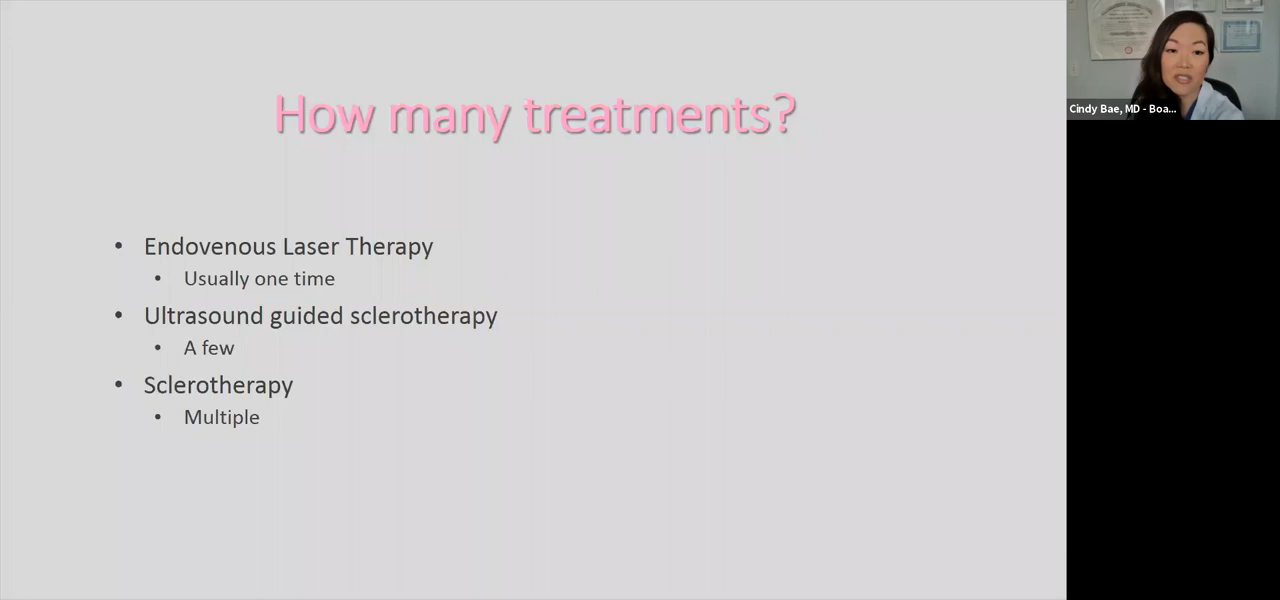 How many treatments?
• Endovenous Laser Therapy
• Usually one time
• Ultrasound guided sclerotherapy
• A few
• Sclerotherapy
• Multiple
Cindy Bae, MD - Boa...